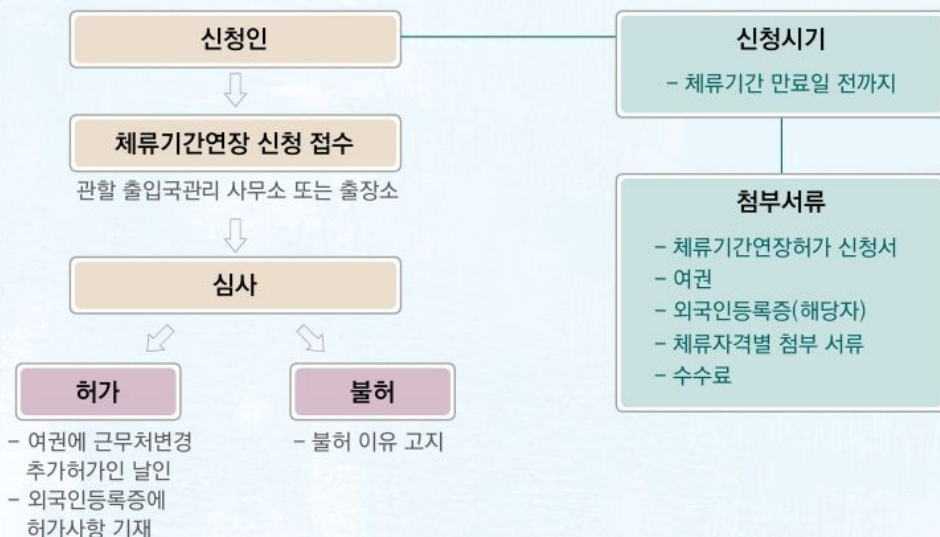 신청인
체류기간연장 신청 접수
관할 출입국관리 사무소 또는 출장소
심사
허가
- 여권에 근무처변경
추가허가인 날인
- 외국인등록증에
허가사항 기재
불허
- 불허 이유 고지
신청시기
- 체류기간 만료일 전까지
첨부서류
- 체류기간연장허가 신청서
- 여권
- 외국인등록증(해당자)
- 체류자격별 첨부 서류
- 수수료